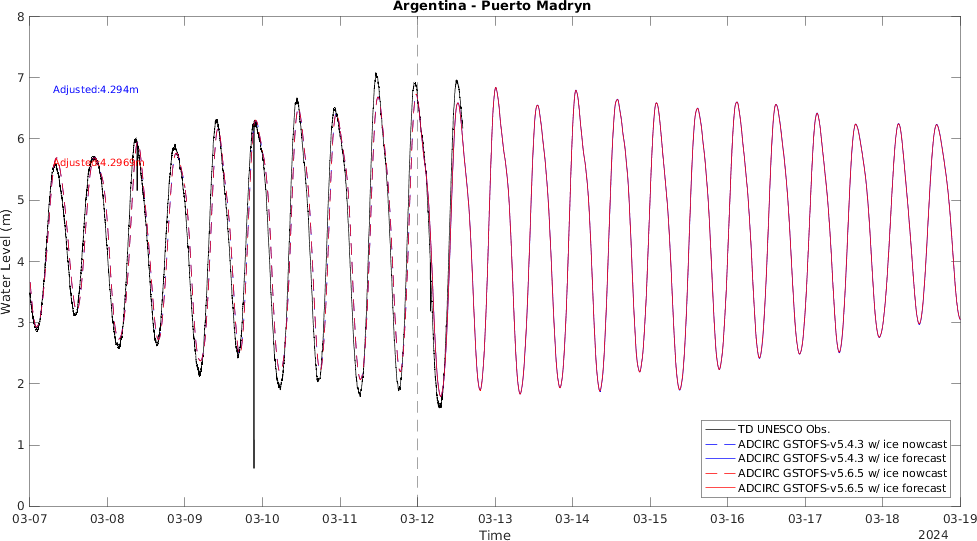 Argentina - Puerto Madryn
8
7
6
5
4
3
2
1
0
Water Level (m)
Adjusted:4.294m
Adjusted:4.2969m
TD UNESCO Obs.
ADCIRC GSTOFS-v5.4.3 w/ ice nowcast
ADCIRC GSTOFS-v5.4.3 w/ ice forecast
ADCIRC GSTOFS-v5.6.5 w/ ice nowcast
ADCIRC GSTOFS-v5.6.5 w/ ice forecast
03-07 03-08 03-09 03-10 03-11 03-12 03-13 03-14 03-15 03-16 03-17 03-18 03-19
Time
2024